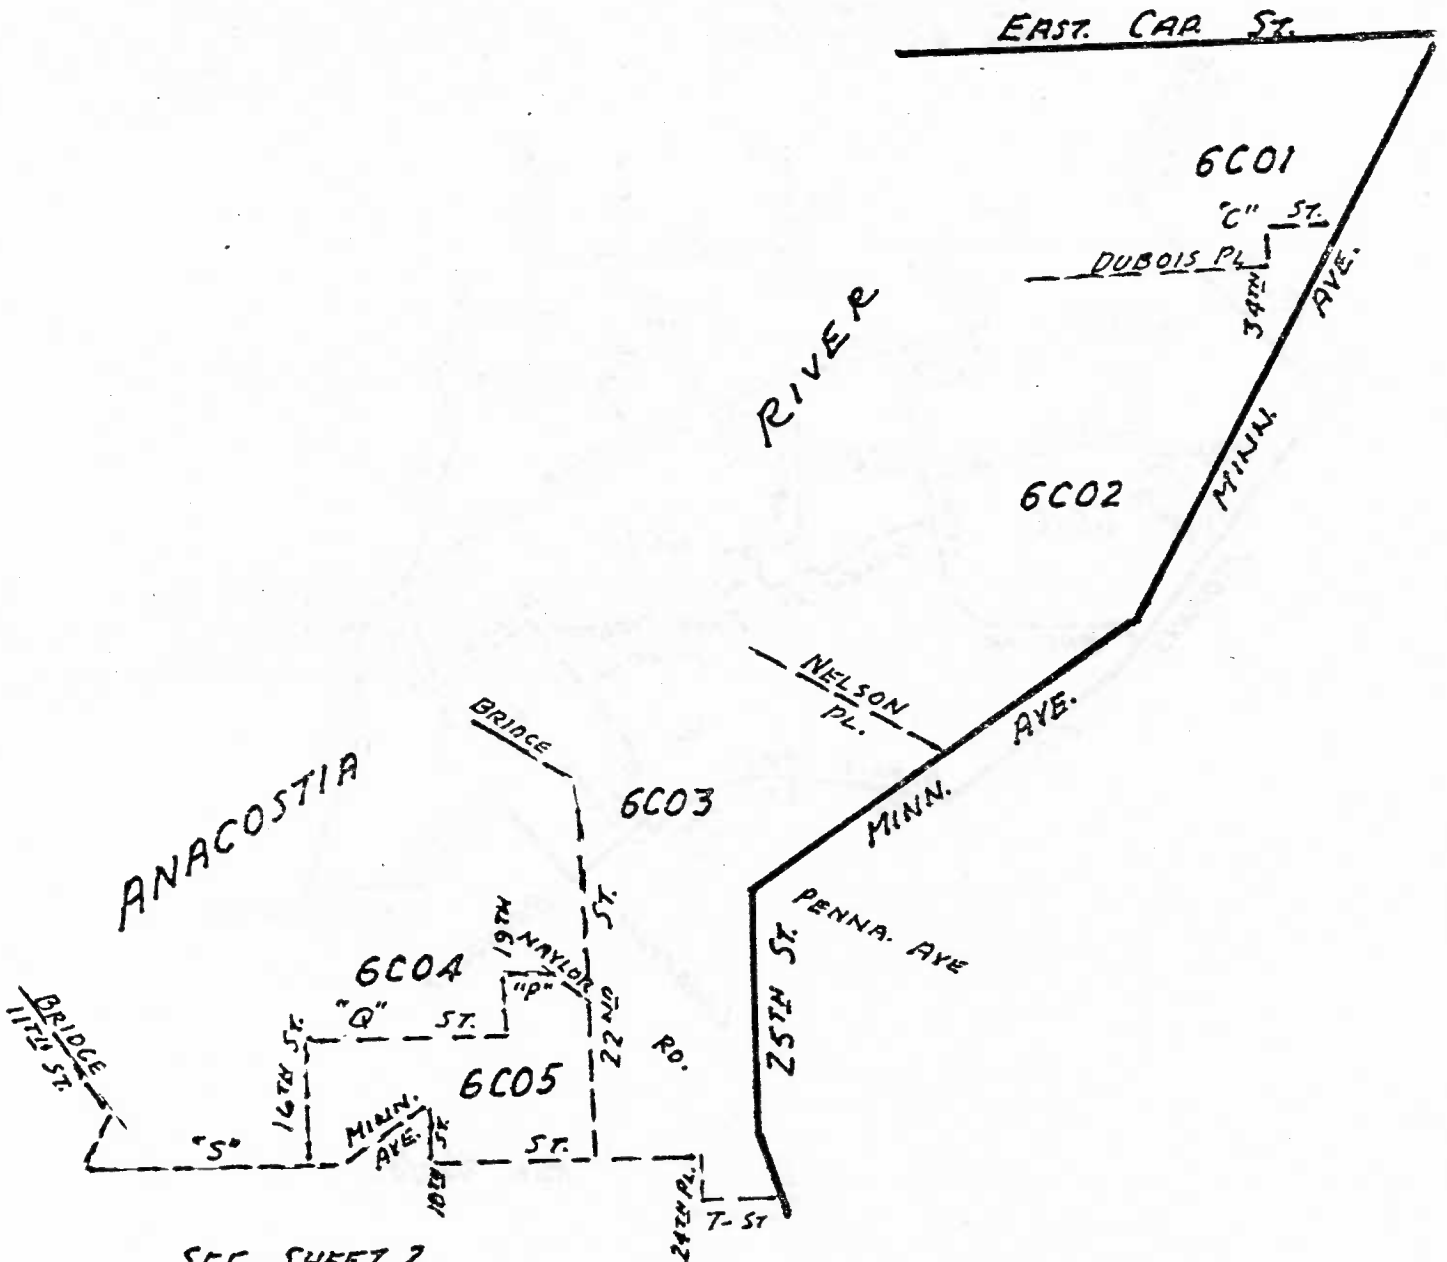 EAST. CAP. ST.
6C01
"C" ST.
DUBOIS PL
34TH
AVE.
RIVER
MINN.
6C02
NELSON
PL.
AVE.
BRIDGE
ANACOSTIA
6C03
MINN.
ST.
PENNA. AVE
19TH
NAYLOR
25TH ST.
6C04
"P"
BRIDGE
11TH ST.
"Q" ST.
22ND
RD.
16TH ST.
6C05
MINN.
AVE.
"S"
ST.
ST.
18TH
24TH PL.
T-ST
SEE SHEET 2